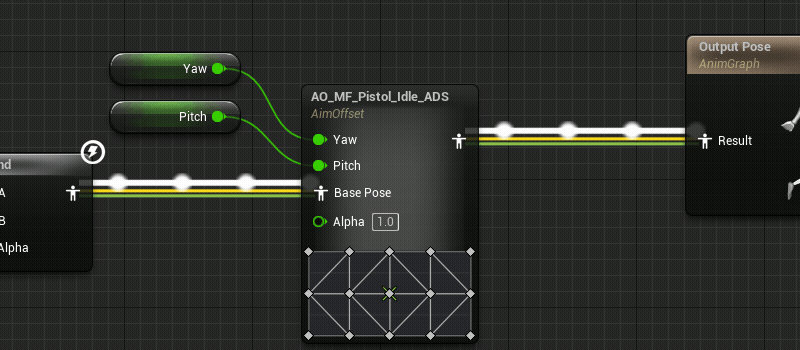 Yaw
Pitch
nd
A
B
Alpha
AO_MF_Pistol_Idle_ADS
AimOffset
Yaw
Pitch
Base Pose
Alpha 1.0
Output Pose
AnimGraph
Result